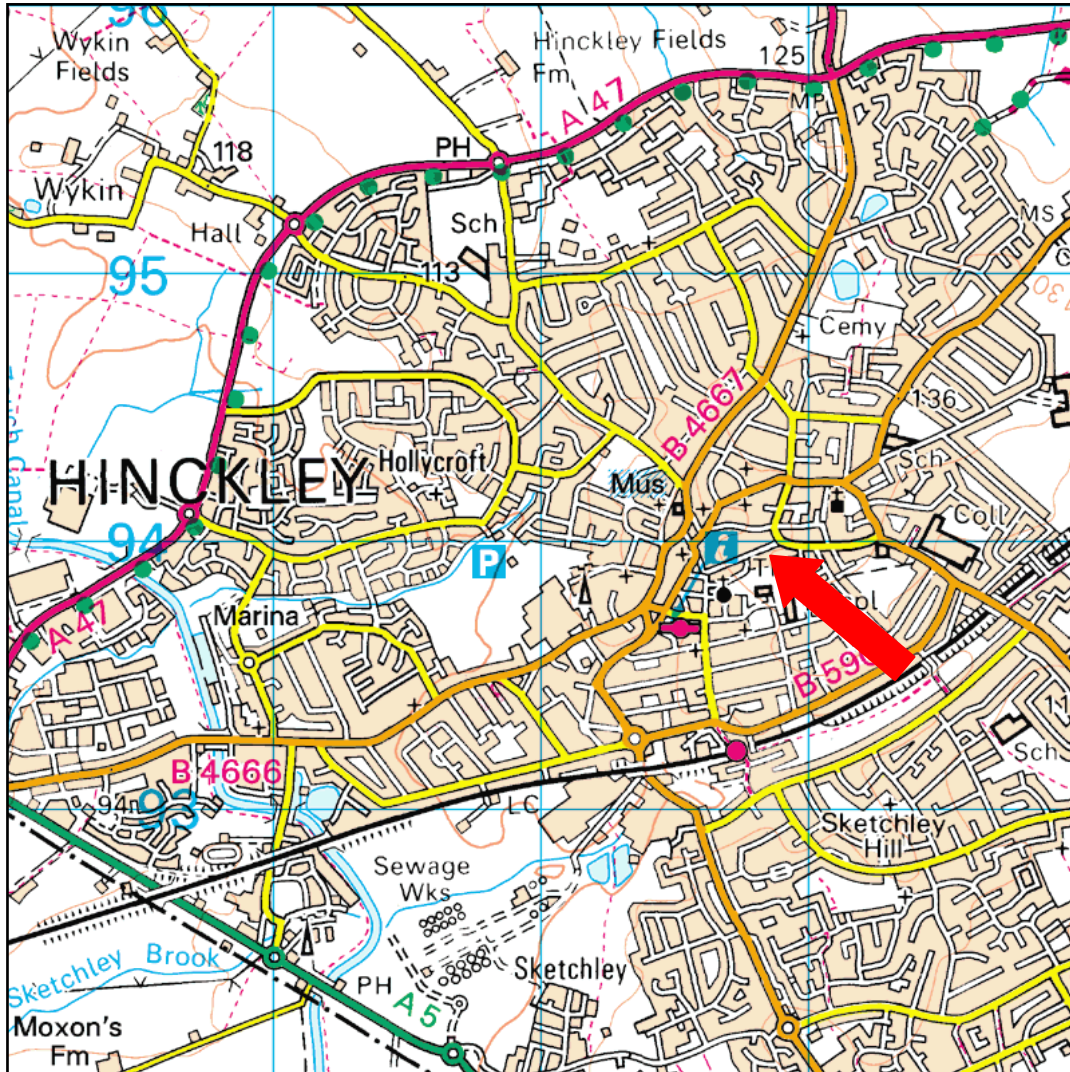 96
Wykin
Fields
Hinckley Fields
Fm
125
MP
A 47
PH
118
Wykin
Hall
Sch
MS
95
113
Cemy
B 4667
136
HINCKLEY
Hollycroft
Mus
Sch
Coll
94
i
P
Marina
A 47
B 4666
LC
93
94
Sch
Sketchley
Hill
Sewage
Wks
Sketchley Brook
Sketchley
PH
A 5
Moxon's
Fm